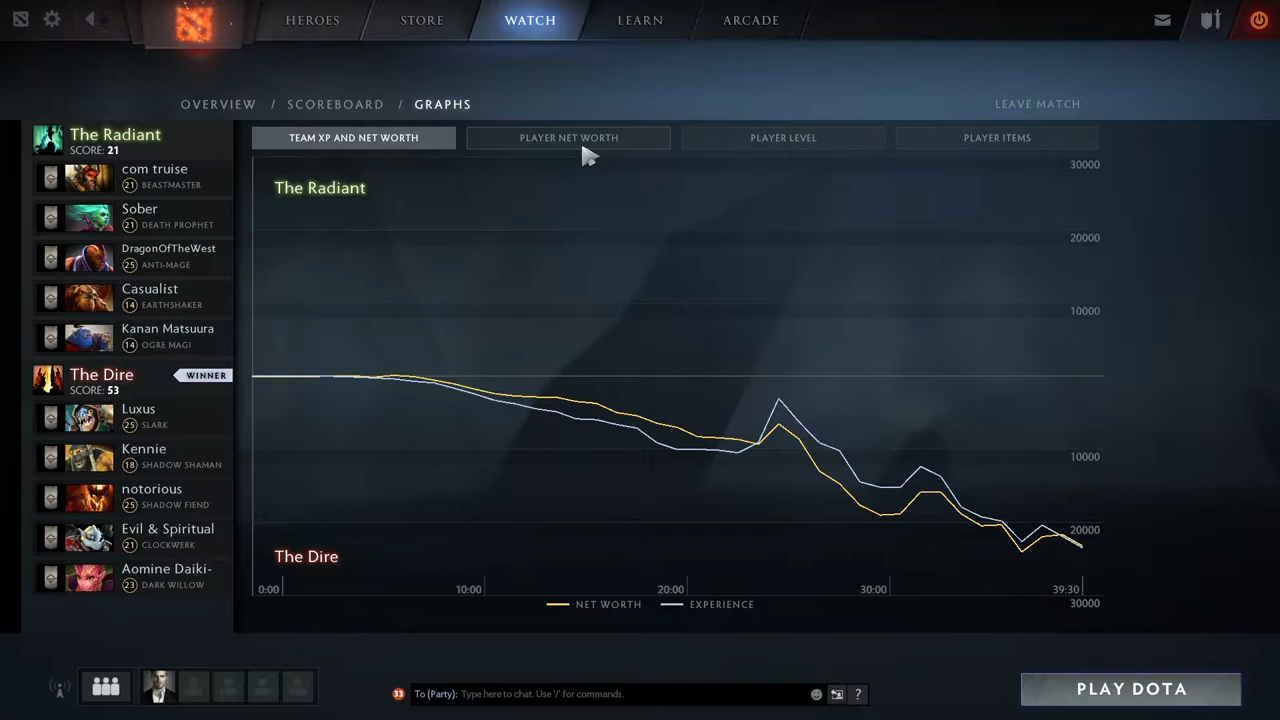 HEROES STORE WATCH LEARN ARCADE
OVERVIEW / SCOREBOARD / GRAPHS LEAVE MATCH
The Radiant
SCORE: 21
com truise
21 BEASTMASTER
Sober
21 DEATH PROPHET
DragonOfTheWest
25 ANTI-MAGE
Casualist
14 EARTHSHAKER
Kanan Matsuura
14 OGRE MAGI
The Dire WINNER
SCORE: 53
Luxus
25 SLARK
Kennie
18 SHADOW SHAMAN
notorious
25 SHADOW FIEND
Evil & Spiritual
21 CLOCKWERK
Aomine Daiki-
23 DARK WILLOW
TEAM XP AND NET WORTH PLAYER NET WORTH PLAYER LEVEL PLAYER ITEMS
30000
The Radiant
20000
10000
10000
20000
The Dire
0:00 10:00 20:00 30:00 39:30
NET WORTH EXPERIENCE 30000
33 To (Party): Type here to chat. Use '/' for commands. ?
PLAY DOTA